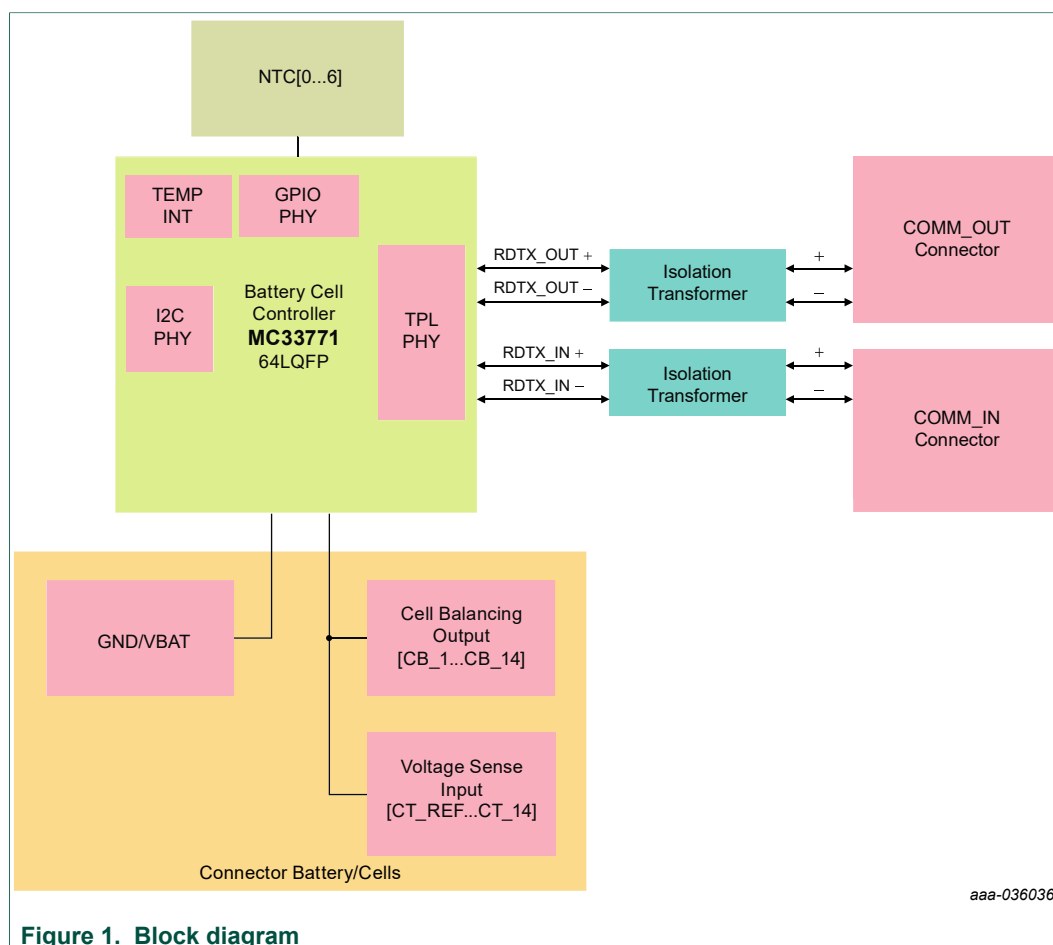 NTC[0...6]
TEMP
INT
GPIO
PHY
I2C
PHY
Battery Cell
Controller
MC33771
64LQFP
TPL
PHY
RDTX_OUT +
RDTX_OUT –
RDTX_IN +
RDTX_IN –
Isolation
Transformer
Isolation
Transformer
+
–
+
–
COMM_OUT
Connector
COMM_IN
Connector
GND/VBAT
Cell Balancing
Output
[CB_1...CB_14]
Voltage Sense
Input
[CT_REF...CT_14]
Connector Battery/Cells
aaa-036036
Figure 1. Block diagram